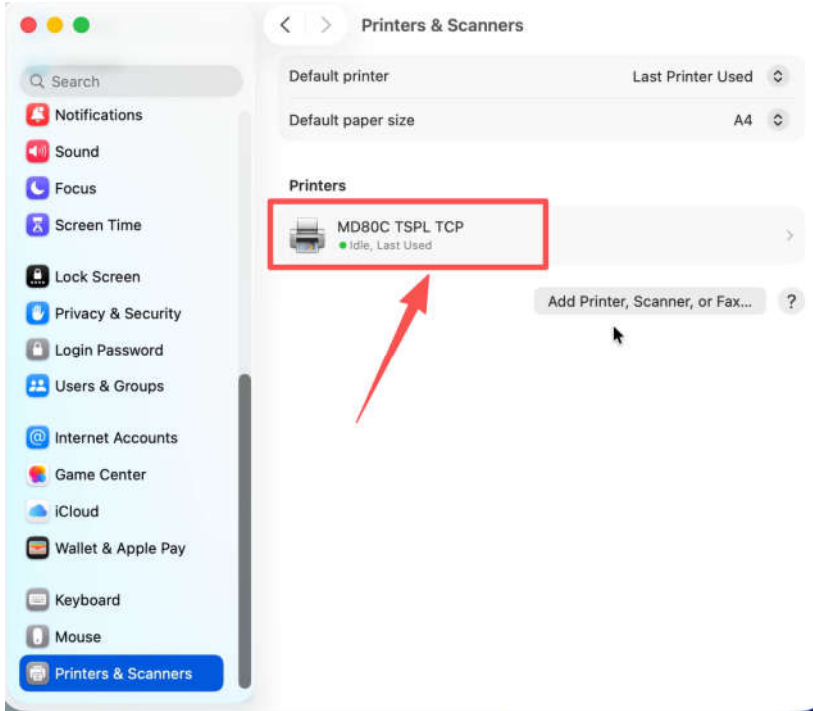 Printers & Scanners
Search
Notifications
Sound
Focus
Screen Time
Lock Screen
Privacy & Security
Login Password
Users & Groups
Internet Accounts
Game Center
iCloud
Wallet & Apple Pay
Keyboard
Mouse
Printers & Scanners
Default printer Last Printer Used
Default paper size A4
Printers
MD80C TSPL TCP
Idle, Last Used
Add Printer, Scanner, or Fax... ?